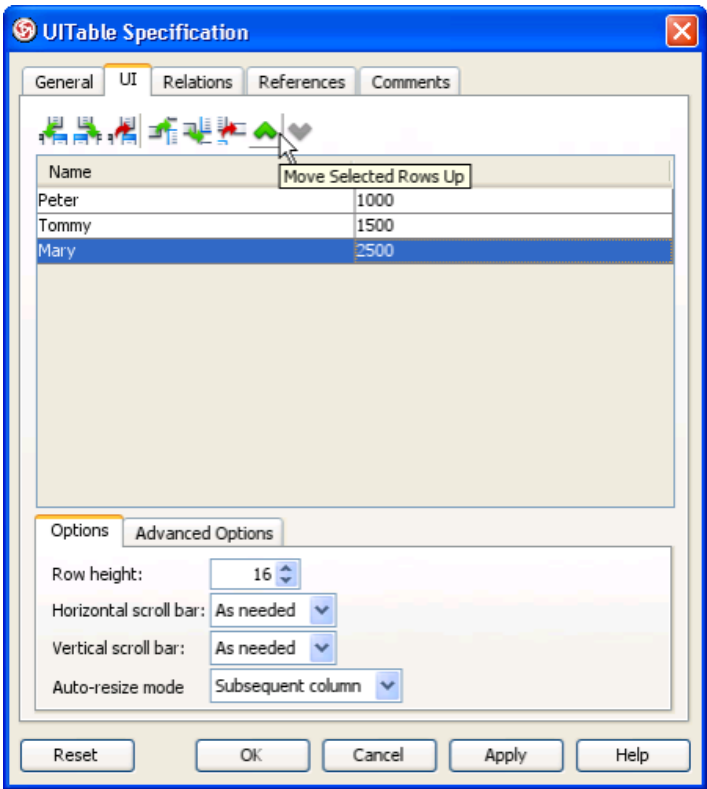 UITable Specification
General UI Relations References Comments
Move Selected Rows Up
Name
Peter 1000
Tommy 1500
Mary 2500
Options Advanced Options
Row height: 16
Horizontal scroll bar: As needed
Vertical scroll bar: As needed
Auto-resize mode Subsequent column
Reset OK Cancel Apply Help